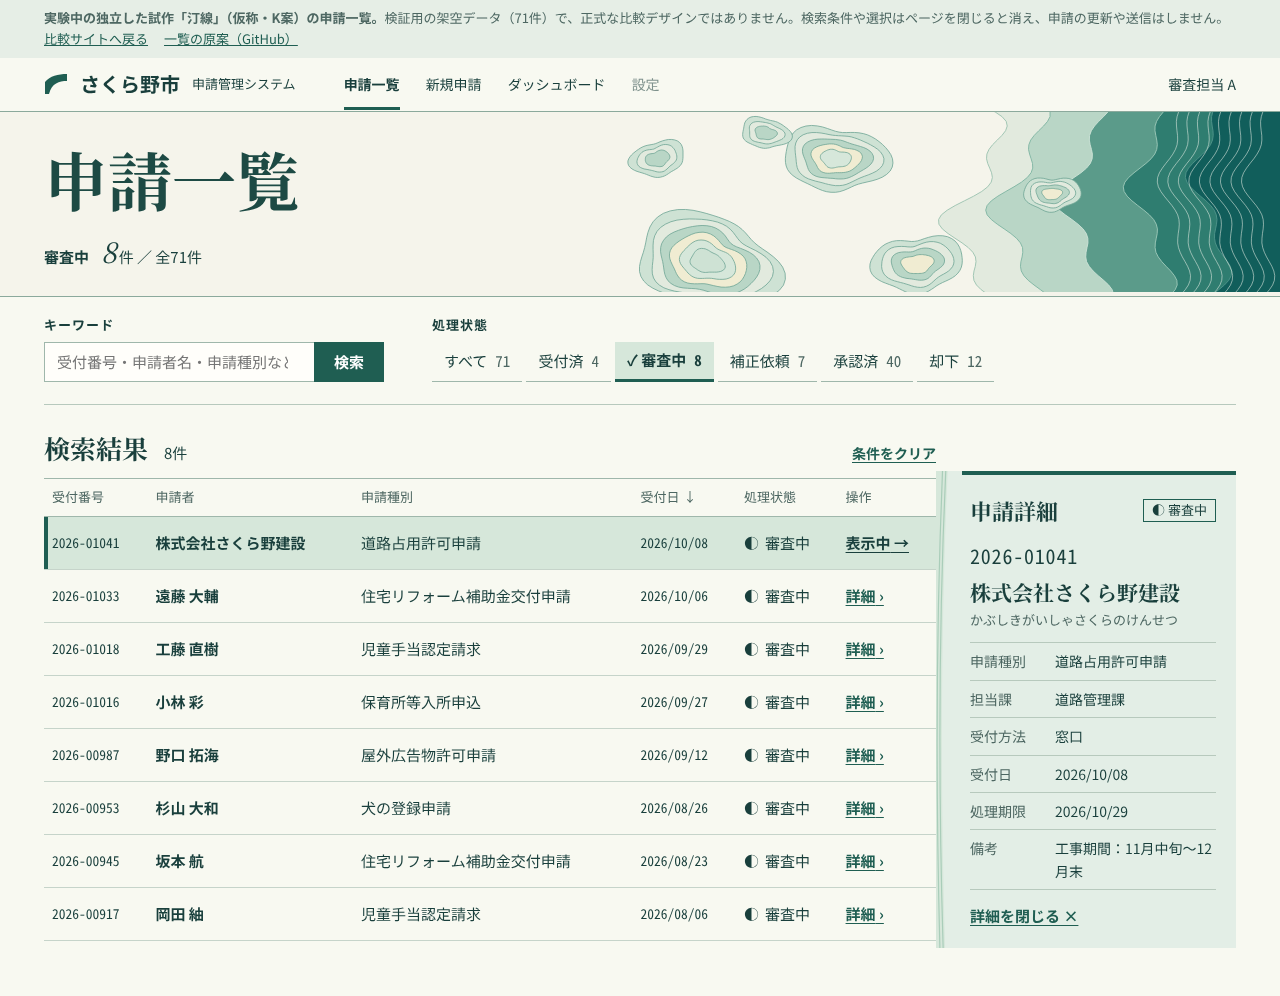 実験中の独立した試作「汀線」（仮称・K案）の申請一覧。検証用の架空データ（71件）で、正式な比較デザインではありません。検索条件や選択はページを閉じると消え、申請の更新や送信はしません。
比較サイトへ戻る 一覧の原案（GitHub）
さくら野市 申請管理システム 申請一覧 新規申請 ダッシュボード 設定 審査担当 A
申請一覧
審査中 8件 ／ 全71件
キーワード 処理状態
受付番号・申請者名・申請種別など 検索 すべて 71 受付済 4 ✓ 審査中 8 補正依頼 7 承認済 40 却下 12
検索結果 8件 条件をクリア
受付番号 申請者 申請種別 受付日 ↓ 処理状態 操作
2026-01041 株式会社さくら野建設 道路占用許可申請 2026/10/08 ◐ 審査中 表示中 →
2026-01033 遠藤 大輔 住宅リフォーム補助金交付申請 2026/10/06 ◐ 審査中 詳細 ›
2026-01018 工藤 直樹 児童手当認定請求 2026/09/29 ◐ 審査中 詳細 ›
2026-01016 小林 彩 保育所等入所申込 2026/09/27 ◐ 審査中 詳細 ›
2026-00987 野口 拓海 屋外広告物許可申請 2026/09/12 ◐ 審査中 詳細 ›
2026-00953 杉山 大和 犬の登録申請 2026/08/26 ◐ 審査中 詳細 ›
2026-00945 坂本 航 住宅リフォーム補助金交付申請 2026/08/23 ◐ 審査中 詳細 ›
2026-00917 岡田 紬 児童手当認定請求 2026/08/06 ◐ 審査中 詳細 ›
申請詳細 ◐ 審査中
2026-01041
株式会社さくら野建設
かぶしきがいしゃさくらのけんせつ
申請種別 道路占用許可申請
担当課 道路管理課
受付方法 窓口
受付日 2026/10/08
処理期限 2026/10/29
備考 工事期間：11月中旬〜12
月末
詳細を閉じる ×